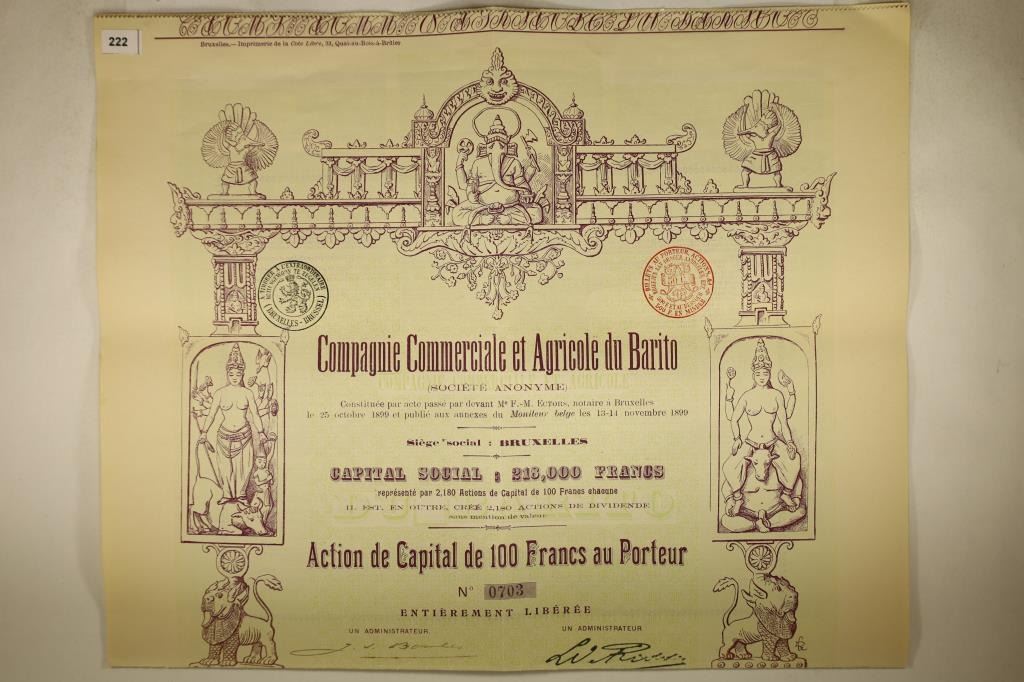 222
Bruxelles. — Imprimerie de la Cote Libre, 33, Quai-au-Bois-à-Brûler
Compagnie Commerciale et Agricole du Barito
(SOCIÉTÉ ANONYME)
Constituée par acte passé par devant Me F.-M. Ectors, notaire à Bruxelles
le 25 octobre 1899 et publié aux annexes du Moniteur belge les 13-14 novembre 1899
Siège social : BRUXELLES
CAPITAL SOCIAL : 218,000 FRANCS
représenté par 2,180 Actions de Capital de 100 Francs chacune
IL EST, EN OUTRE, CRÉÉ 2,180 ACTIONS DE DIVIDENDE
sans mention de valeur
Action de Capital de 100 Francs au Porteur
N° 0703
ENTIÈREMENT LIBÉRÉE
UN ADMINISTRATEUR.
UN ADMINISTRATEUR